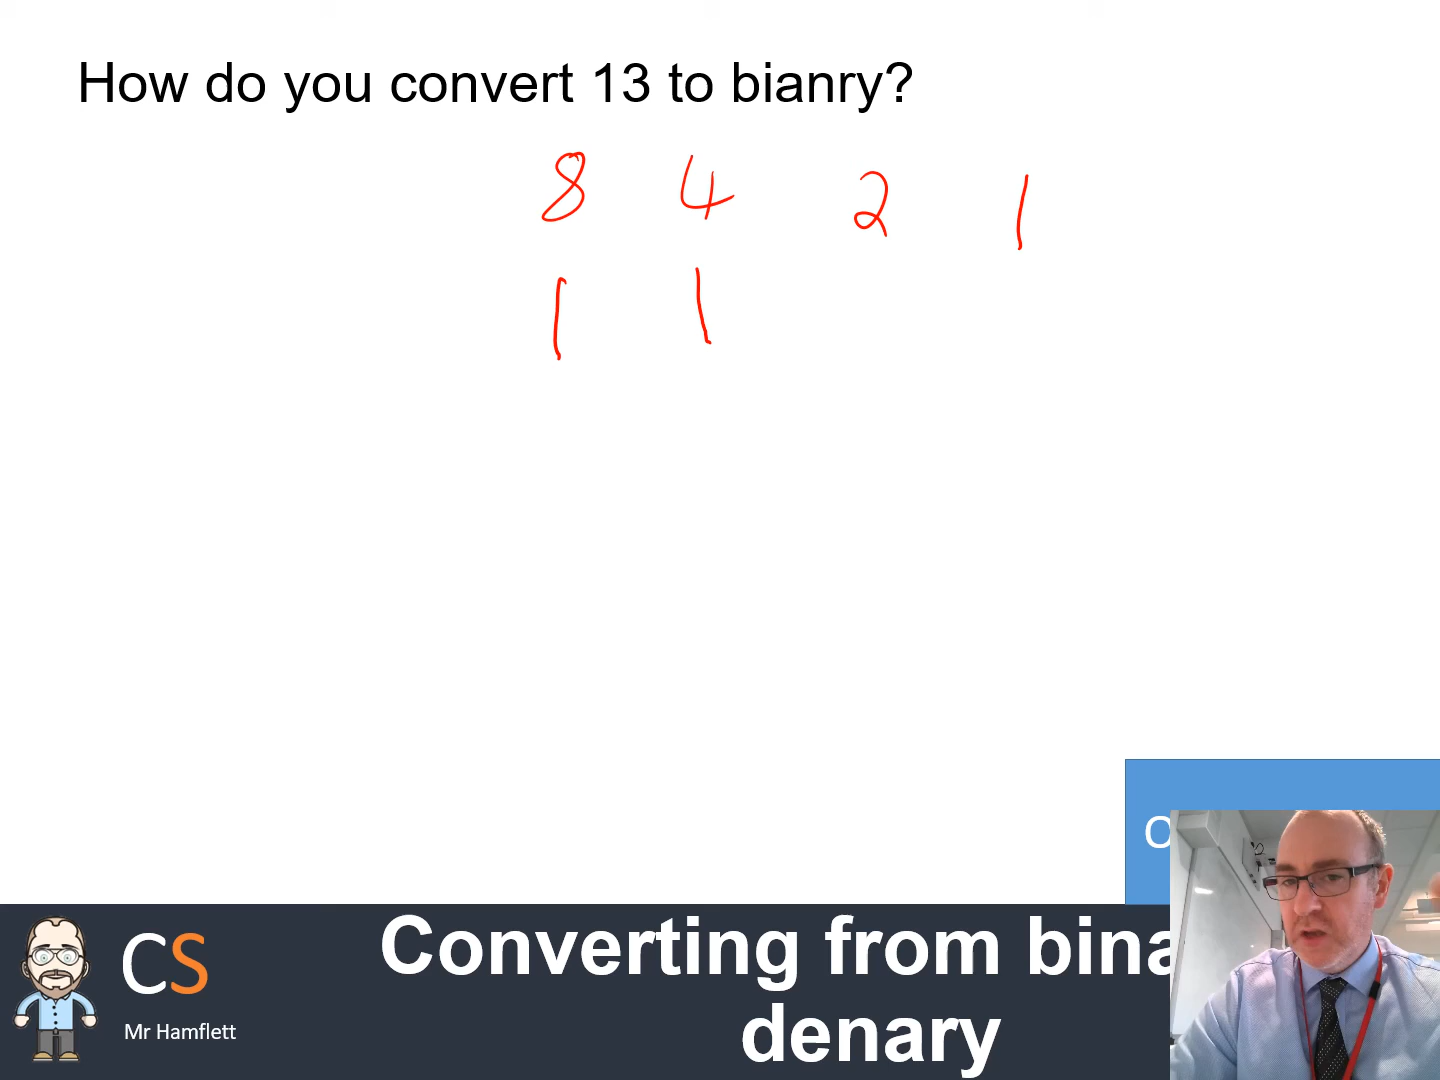 How do you convert 13 to bianry?
8 4 2 1
1 1
CS
Mr Hamflett
Converting from
denary